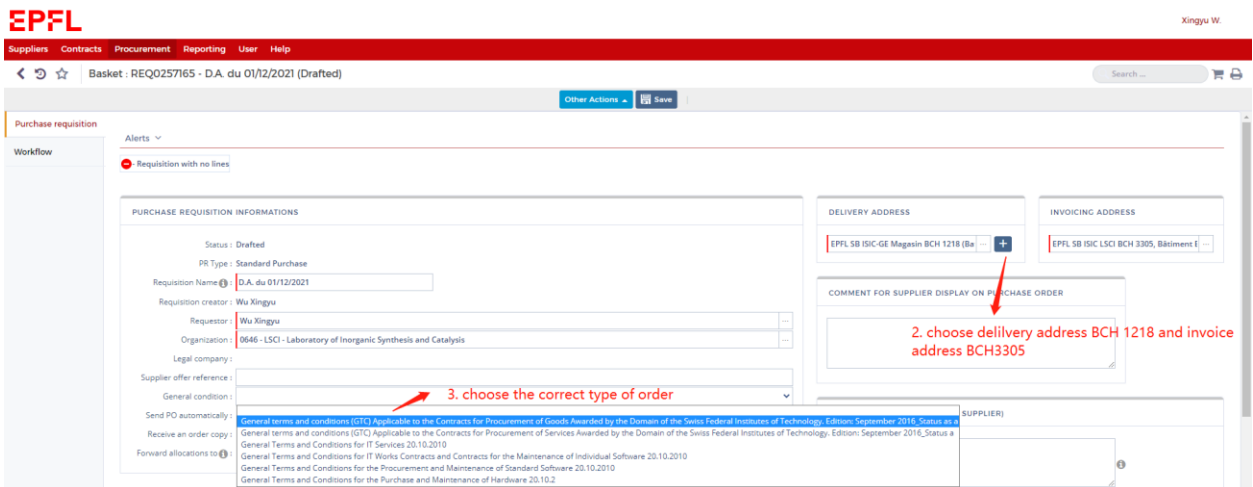 EPFL
Xingyu W.
Suppliers Contracts Procurement Reporting User Help
Basket : REQ0257165 - D.A. du 01/12/2021 (Drafted)
Search ...
Other Actions
Save
Purchase requisition
Workflow
Alerts
Requisition with no lines
PURCHASE REQUISITION INFORMATIONS
Status : Drafted
PR Type : Standard Purchase
Requisition Name : D.A. du 01/12/2021
Requisition creator : Wu Xingyu
Requestor : Wu Xingyu ...
Organization : 0646 - LSCI - Laboratory of Inorganic Synthesis and Catalysis ...
Legal company :
Supplier offer reference :
General condition :
3. choose the correct type of order
Send PO automatically :
Receive an order copy :
Forward allocations to :
General terms and conditions (GTC) Applicable to the Contracts for Procurement of Goods Awarded by the Domain of the Swiss Federal Institutes of Technology. Edition: September 2016_Status as a
General terms and conditions (GTC) Applicable to the Contracts for Procurement of Services Awarded by the Domain of the Swiss Federal Institutes of Technology. Edition: September 2016_Status a
General Terms and Conditions for IT Services 20.10.2010
General Terms and Conditions for IT Works Contracts and Contracts for the Maintenance of Individual Software 20.10.2010
General Terms and Conditions for the Procurement and Maintenance of Standard Software 20.10.2010
General Terms and Conditions for the Purchase and Maintenance of Hardware 20.10.2
DELIVERY ADDRESS
EPFL SB ISIC-GE Magasin BCH 1218 (Ba ...
INVOICING ADDRESS
EPFL SB ISIC LSCI BCH 3305, Bâtiment ...
COMMENT FOR SUPPLIER DISPLAY ON PURCHASE ORDER
2. choose delilvery address BCH 1218 and invoice
address BCH3305
SUPPLIER)